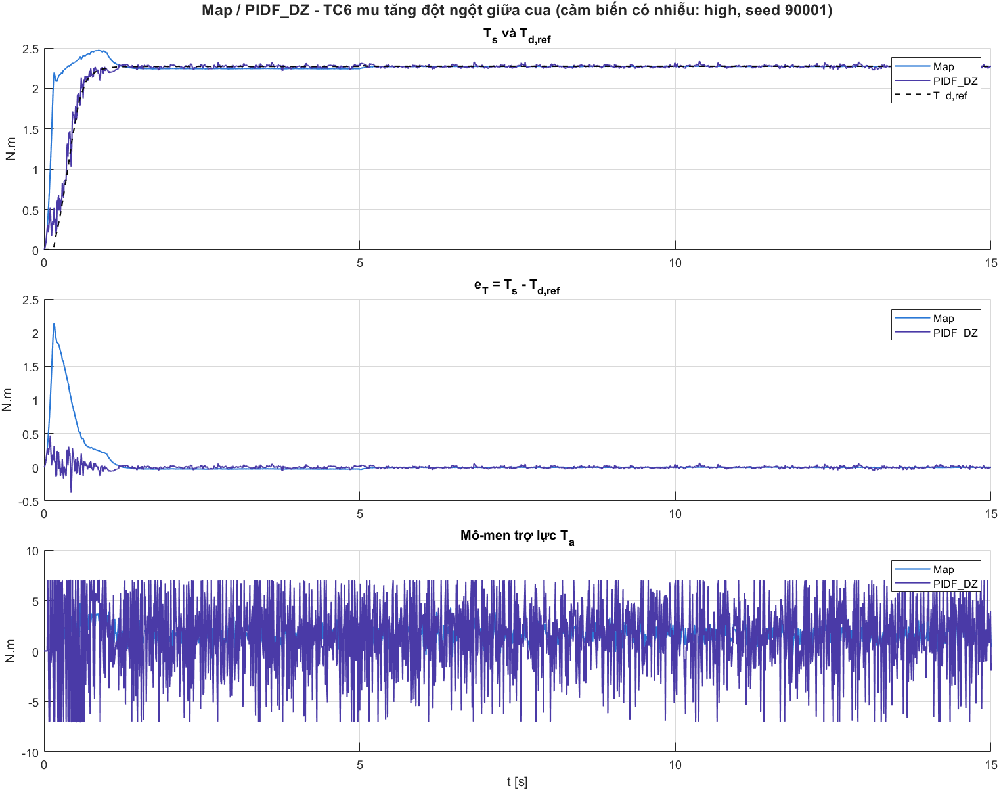 Map / PIDF_DZ - TC6 mu tăng đột ngột giữa cua (cảm biến có nhiễu: high, seed 90001)
T_s và T_d,ref
2.5
2
1.5
1
0.5
0
N.m
0
5
10
15
Map
PIDF_DZ
T_d,ref
e_T = T_s - T_d,ref
2.5
2
1.5
1
0.5
0
-0.5
N.m
0
5
10
15
Map
PIDF_DZ
Mô-men trợ lực T_a
10
5
0
-5
-10
N.m
0
5
10
15
Map
PIDF_DZ
t [s]